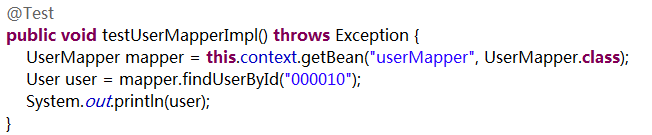 @Test
public void testUserMapperImpl() throws Exception {
    UserMapper mapper = this.context.getBean("userMapper", UserMapper.class);
    User user = mapper.findUserById("000010");
    System.out.println(user);
}